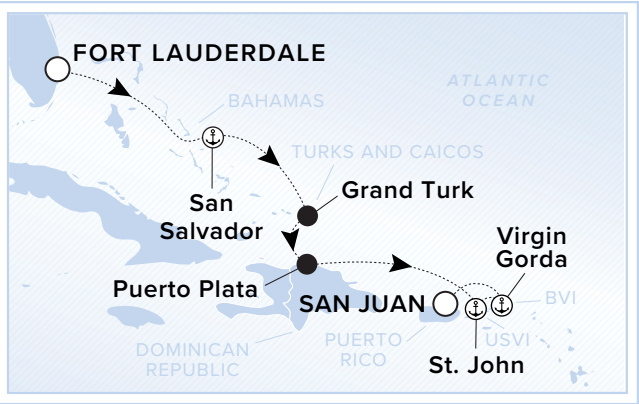 FORT LAUDERDALE
ATLANTIC
OCEAN
BAHAMAS
TURKS AND CAICOS
San
Salvador
Grand Turk
Virgin
Gorda
Puerto Plata
SAN JUAN
BVI
PUERTO
RICO
USVI
DOMINICAN
REPUBLIC
St. John